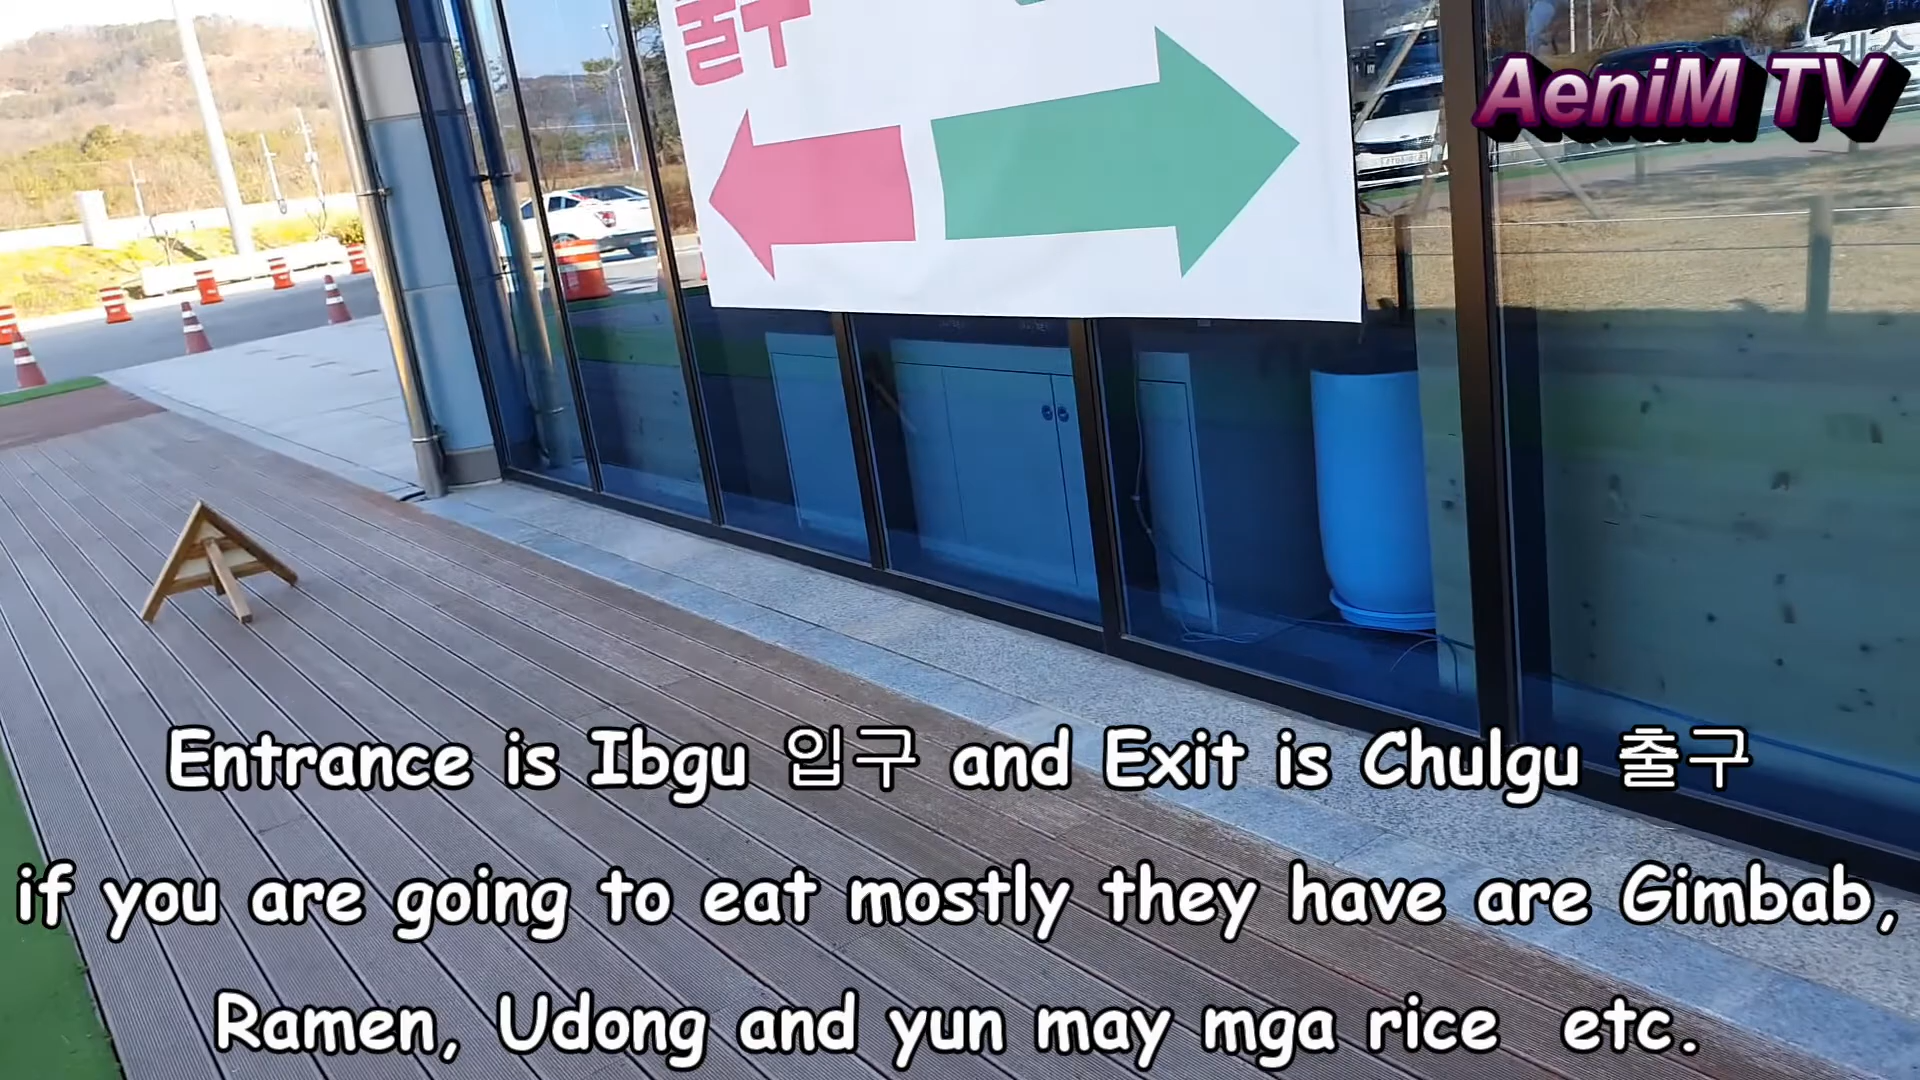 출구
AeniM TV
Entrance is Ibgu 입구 and Exit is Chulgu 출구
if you are going to eat mostly they have are Gimbab,
Ramen, Udong and yun may mga rice etc.